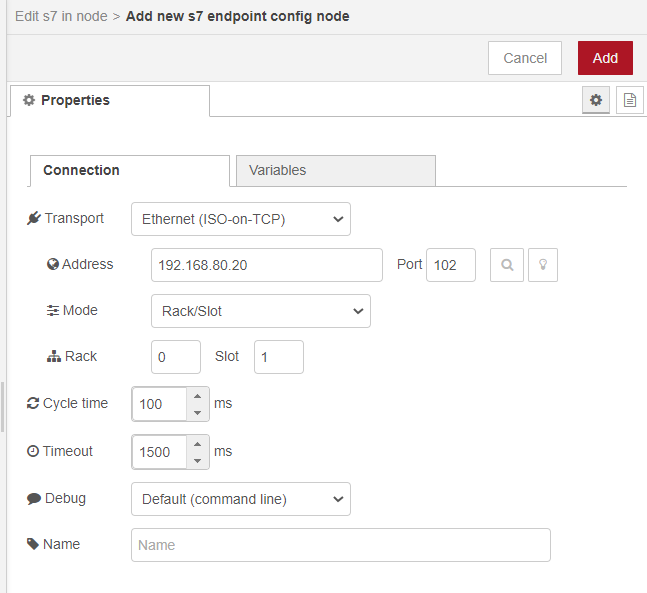 Edit s7 in node > Add new s7 endpoint config node
Cancel Add
Properties
Connection Variables
Transport Ethernet (ISO-on-TCP)
Address 192.168.80.20 Port 102
Mode Rack/Slot
Rack 0 Slot 1
Cycle time 100 ms
Timeout 1500 ms
Debug Default (command line)
Name Name